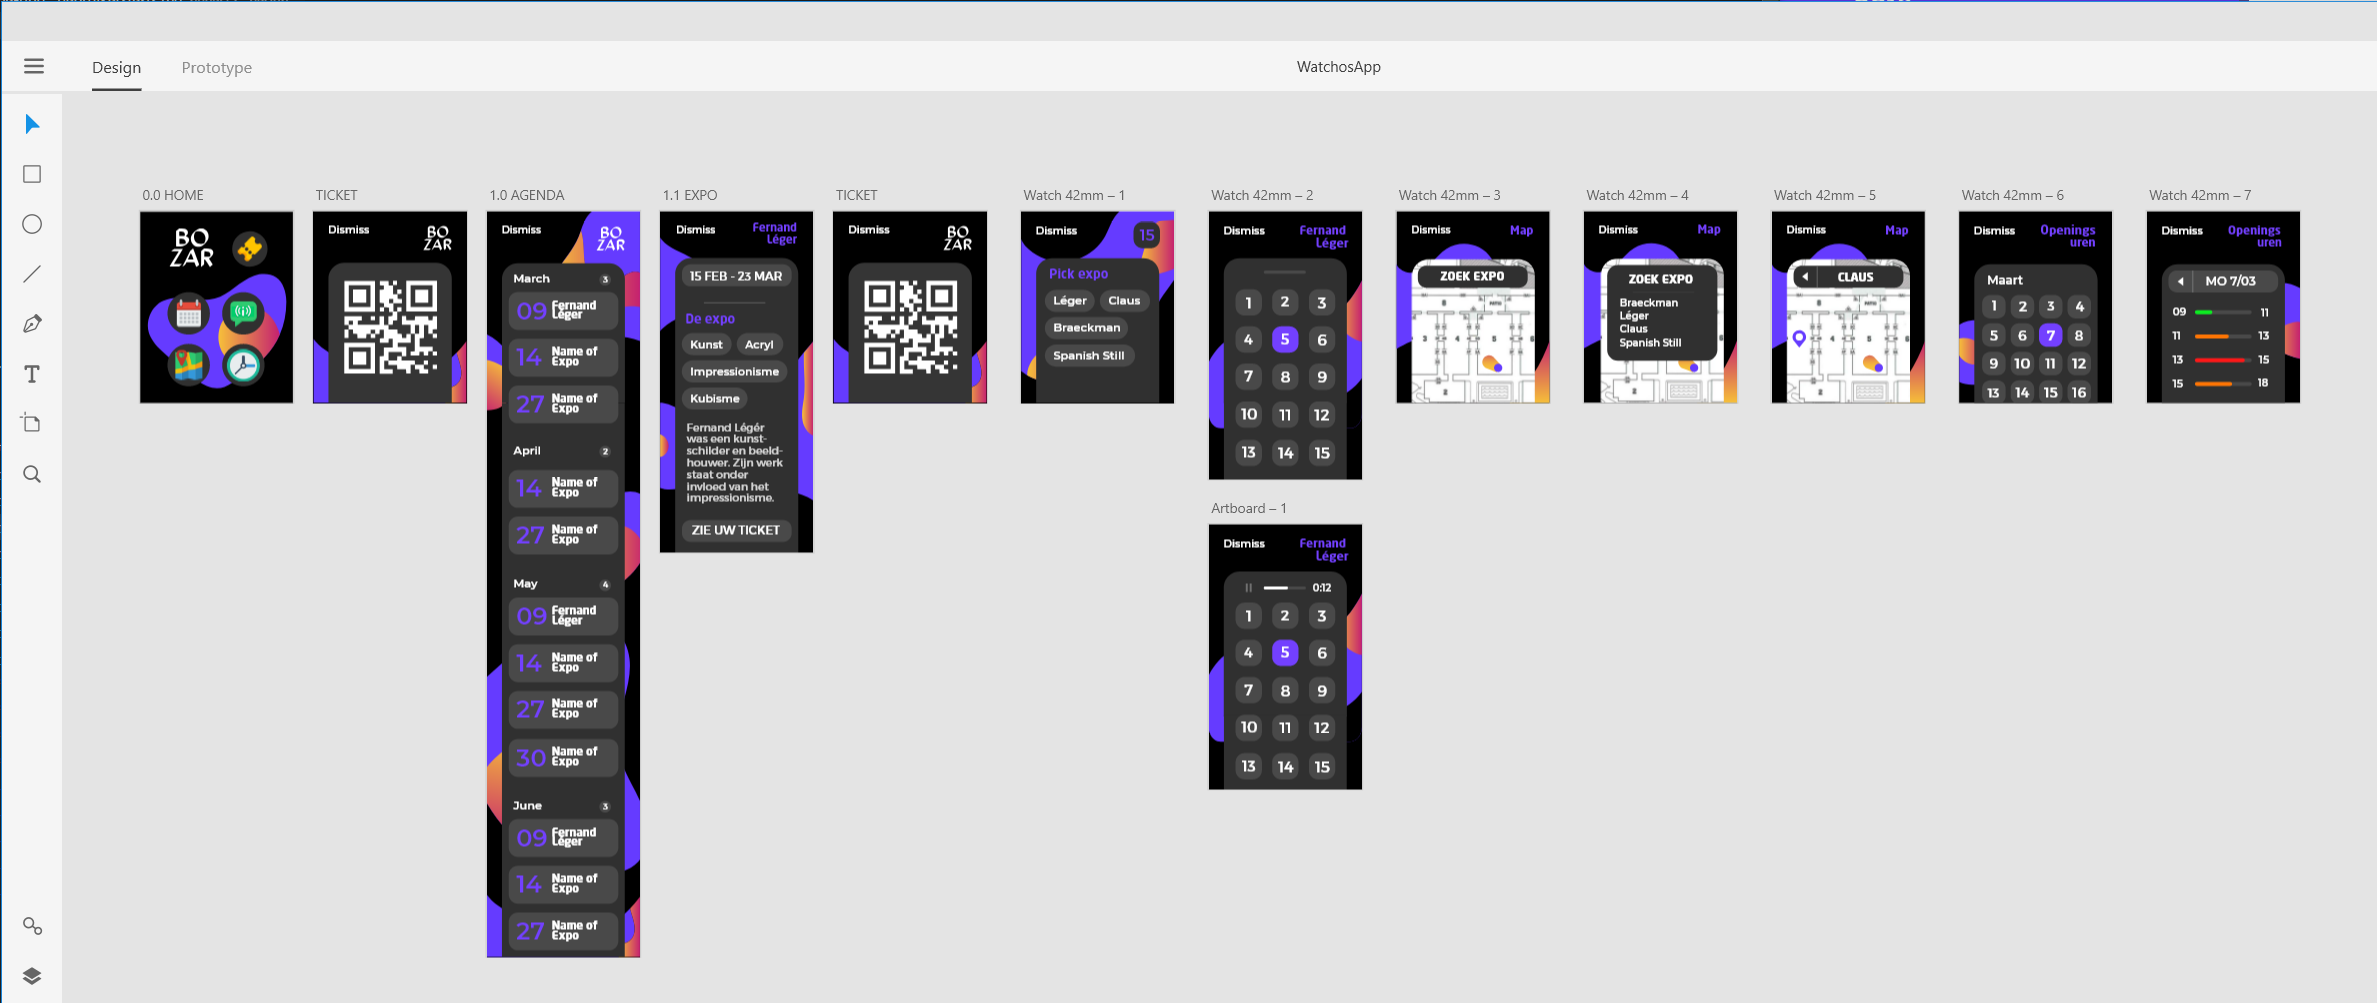 Design
Prototype
WatchosApp
0.0 HOME
BO
ZAR
TICKET
Dismiss
BO
ZAR
1.0 AGENDA
Dismiss
BO
ZAR
March
3
09 Fernand
Léger
14 Name of
Expo
27 Name of
Expo
April
2
14 Name of
Expo
27 Name of
Expo
May
4
09 Fernand
Léger
14 Name of
Expo
27 Name of
Expo
30 Name of
Expo
June
3
09 Fernand
Léger
14 Name of
Expo
27 Name of
Expo
1.1 EXPO
Dismiss
Fernand
Léger
15 FEB - 23 MAR
De expo
Kunst
Acryl
Impressionisme
Kubisme
Fernand Légér
was een kunst-
schilder en beeld-
houwer. Zijn werk
staat onder
invloed van het
impressionisme.
ZIE UW TICKET
TICKET
Dismiss
BO
ZAR
Watch 42mm – 1
Dismiss
15
Pick expo
Léger
Claus
Braeckman
Spanish Still
Watch 42mm – 2
Dismiss
Fernand
Léger
1 2 3
4 5 6
7 8 9
10 11 12
13 14 15
Artboard – 1
Dismiss
Fernand
Léger
0:12
1 2 3
4 5 6
7 8 9
10 11 12
13 14 15
Watch 42mm – 3
Dismiss
Map
ZOEK EXPO
Watch 42mm – 4
Dismiss
Map
ZOEK EXPO
Braeckman
Léger
Claus
Spanish Still
Watch 42mm – 5
Dismiss
Map
CLAUS
Watch 42mm – 6
Dismiss
Openings
uren
Maart
1 2 3 4
5 6 7 8
9 10 11 12
13 14 15 16
Watch 42mm – 7
Dismiss
Openings
uren
MO 7/03
09 11
11 13
13 15
15 18